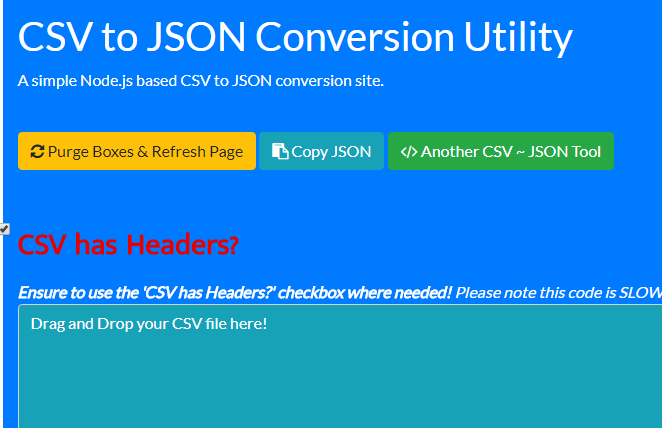 CSV to JSON Conversion Utility
A simple Node.js based CSV to JSON conversion site.
Purge Boxes & Refresh Page Copy JSON Another CSV ~ JSON Tool
CSV has Headers?
Ensure to use the 'CSV has Headers?' checkbox where needed! Please note this code is SLOW
Drag and Drop your CSV file here!